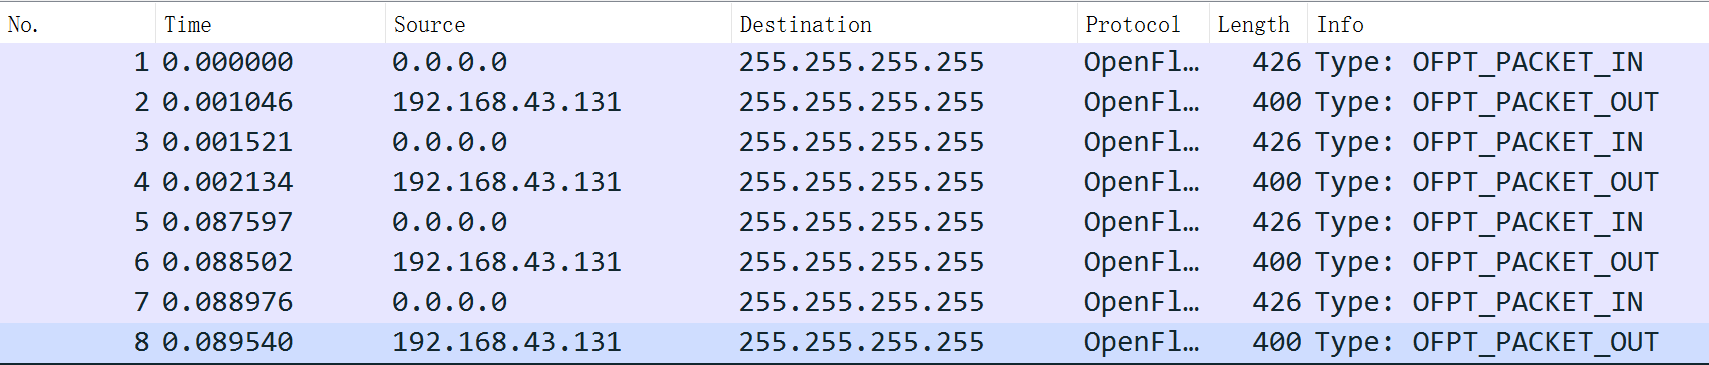 No. Time Source Destination Protocol Length Info
1 0.000000 0.0.0.0 255.255.255.255 OpenFl… 426 Type: OFPT_PACKET_IN
2 0.001046 192.168.43.131 255.255.255.255 OpenFl… 400 Type: OFPT_PACKET_OUT
3 0.001521 0.0.0.0 255.255.255.255 OpenFl… 426 Type: OFPT_PACKET_IN
4 0.002134 192.168.43.131 255.255.255.255 OpenFl… 400 Type: OFPT_PACKET_OUT
5 0.087597 0.0.0.0 255.255.255.255 OpenFl… 426 Type: OFPT_PACKET_IN
6 0.088502 192.168.43.131 255.255.255.255 OpenFl… 400 Type: OFPT_PACKET_OUT
7 0.088976 0.0.0.0 255.255.255.255 OpenFl… 426 Type: OFPT_PACKET_IN
8 0.089540 192.168.43.131 255.255.255.255 OpenFl… 400 Type: OFPT_PACKET_OUT